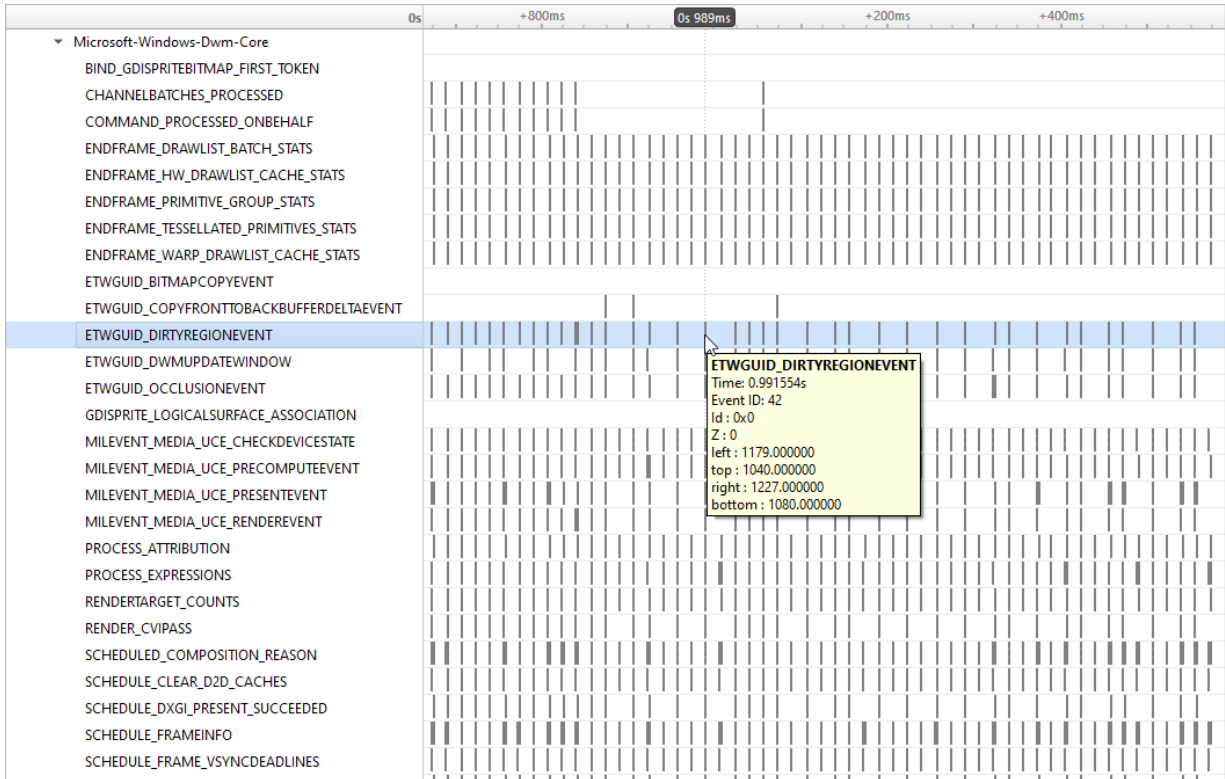 0s +800ms 0s 989ms +200ms +400ms
Microsoft-Windows-Dwm-Core
BIND_GDISPRITEBITMAP_FIRST_TOKEN
CHANNELBATCHES_PROCESSED
COMMAND_PROCESSED_ONBEHALF
ENDFRAME_DRAWLIST_BATCH_STATS
ENDFRAME_HW_DRAWLIST_CACHE_STATS
ENDFRAME_PRIMITIVE_GROUP_STATS
ENDFRAME_TESSELLATED_PRIMITIVES_STATS
ENDFRAME_WARP_DRAWLIST_CACHE_STATS
ETWGUID_BITMAPCOPYEVENT
ETWGUID_COPYFRONTTOBACKBUFFERDELTAEVENT
ETWGUID_DIRTYREGIONEVENT
ETWGUID_DWMUPDATEWINDOW
ETWGUID_OCCLUSIONEVENT
GDISPRITE_LOGICALSURFACE_ASSOCIATION
MILEVENT_MEDIA_UCE_CHECKDEVICESTATE
MILEVENT_MEDIA_UCE_PRECOMPUTEEVENT
MILEVENT_MEDIA_UCE_PRESENTEVENT
MILEVENT_MEDIA_UCE_RENDEREVENT
PROCESS_ATTRIBUTION
PROCESS_EXPRESSIONS
RENDERTARGET_COUNTS
RENDER_CVIPASS
SCHEDULED_COMPOSITION_REASON
SCHEDULE_CLEAR_D2D_CACHES
SCHEDULE_DXGI_PRESENT_SUCCEEDED
SCHEDULE_FRAMEINFO
SCHEDULE_FRAME_VSYNCDEADLINES
ETWGUID_DIRTYREGIONEVENT
Time: 0.991554s
Event ID: 42
Id : 0x0
Z : 0
left : 1179.000000
top : 1040.000000
right : 1227.000000
bottom : 1080.000000